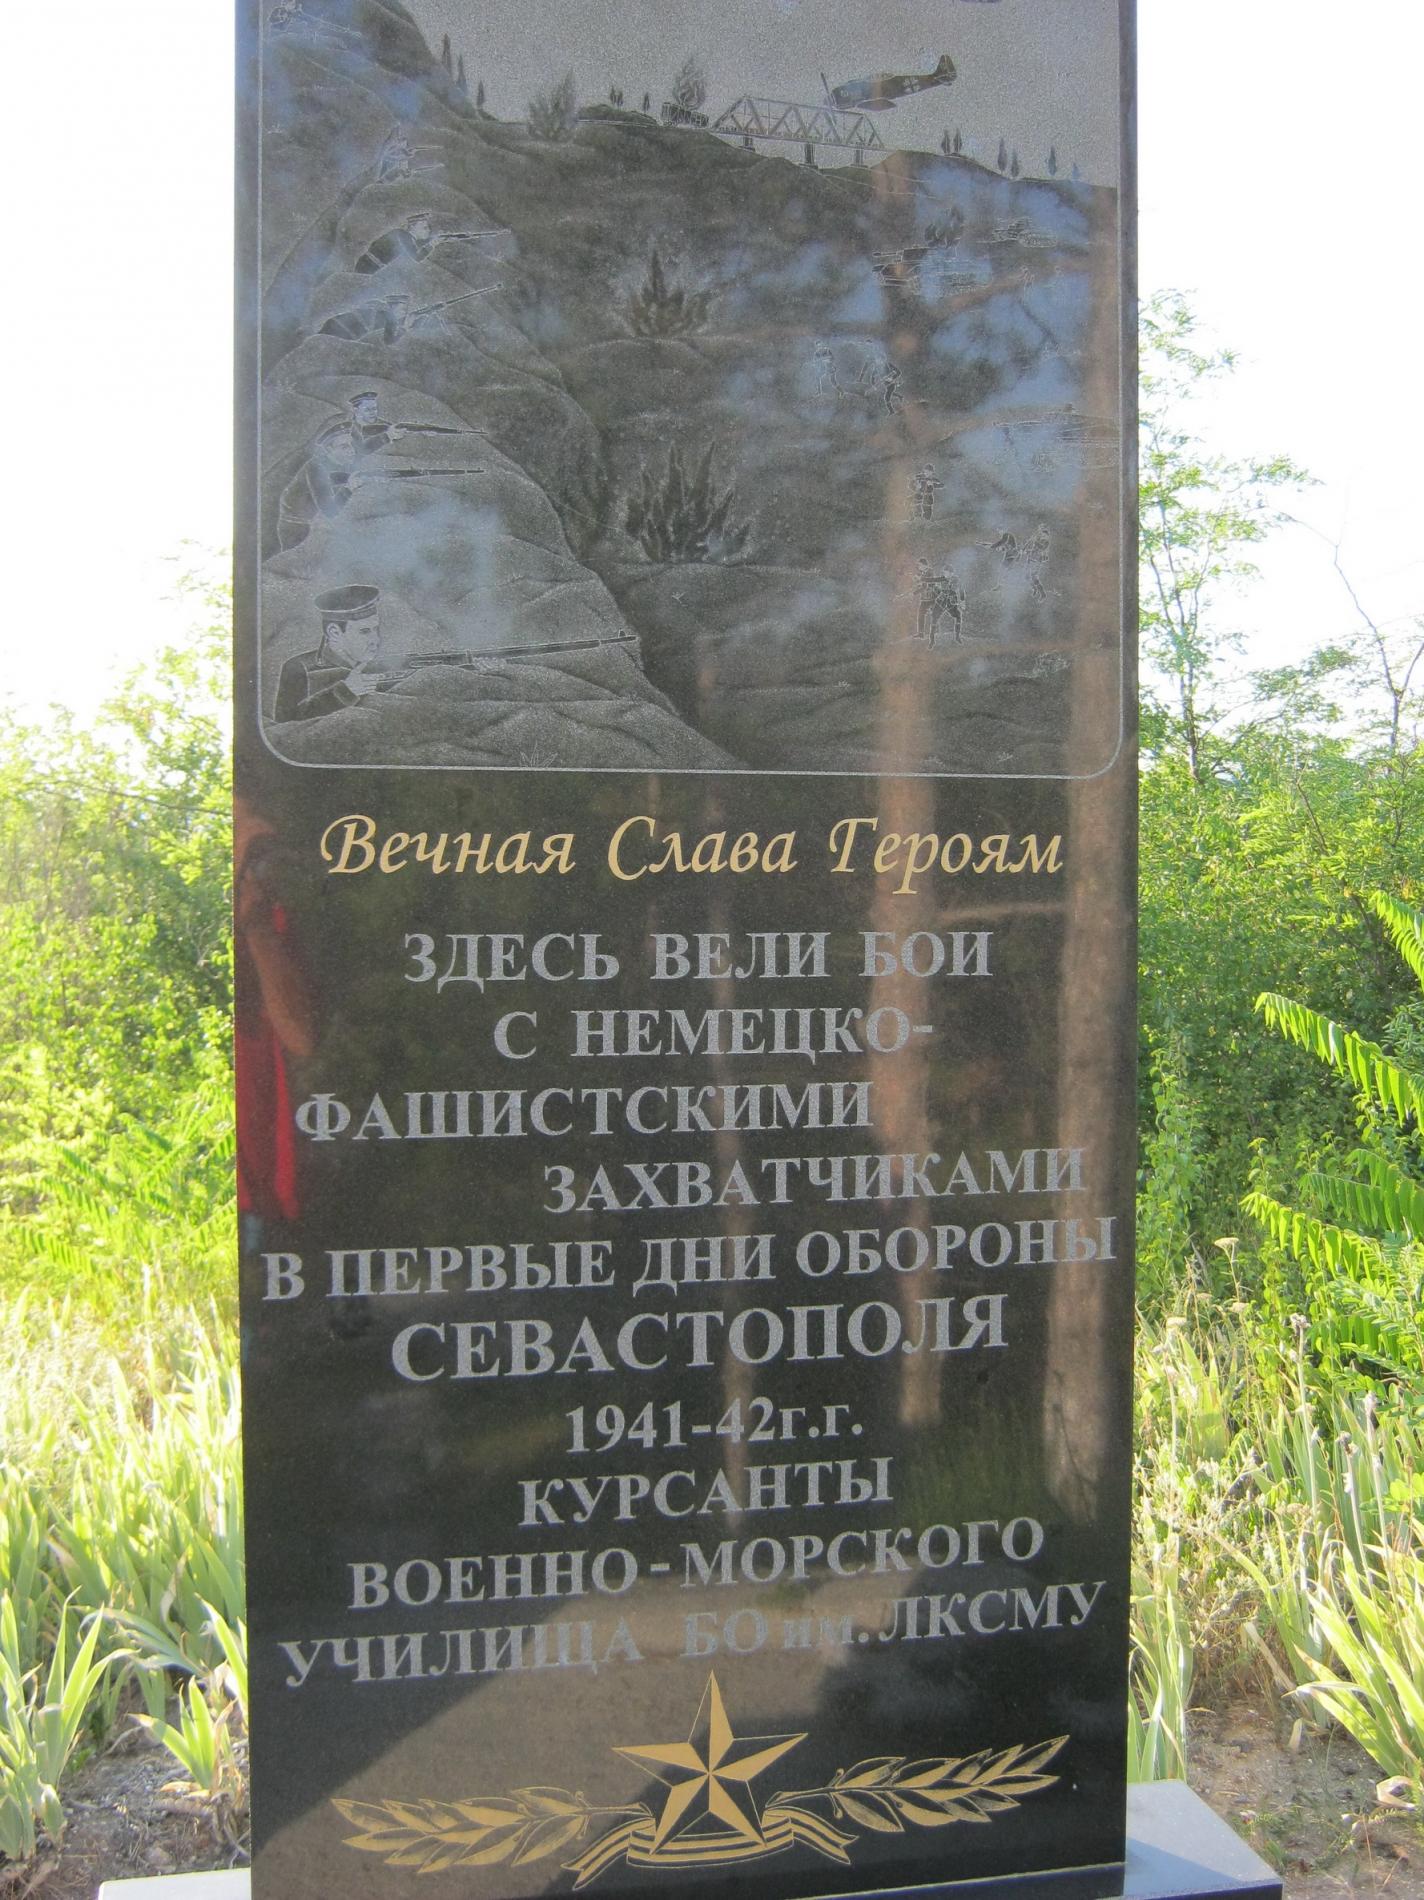 Вечная Слава Героям
ЗДЕСЬ ВЕЛИ БОИ
С НЕМЕЦКО-
ФАШИСТСКИМИ
ЗАХВАТЧИКАМИ
В ПЕРВЫЕ ДНИ ОБОРОНЫ
СЕВАСТОПОЛЯ
1941-42г.г.
КУРСАНТЫ
ВОЕННО-МОРСКОГО
УЧИЛИЩА БО им. ЛКСМУ